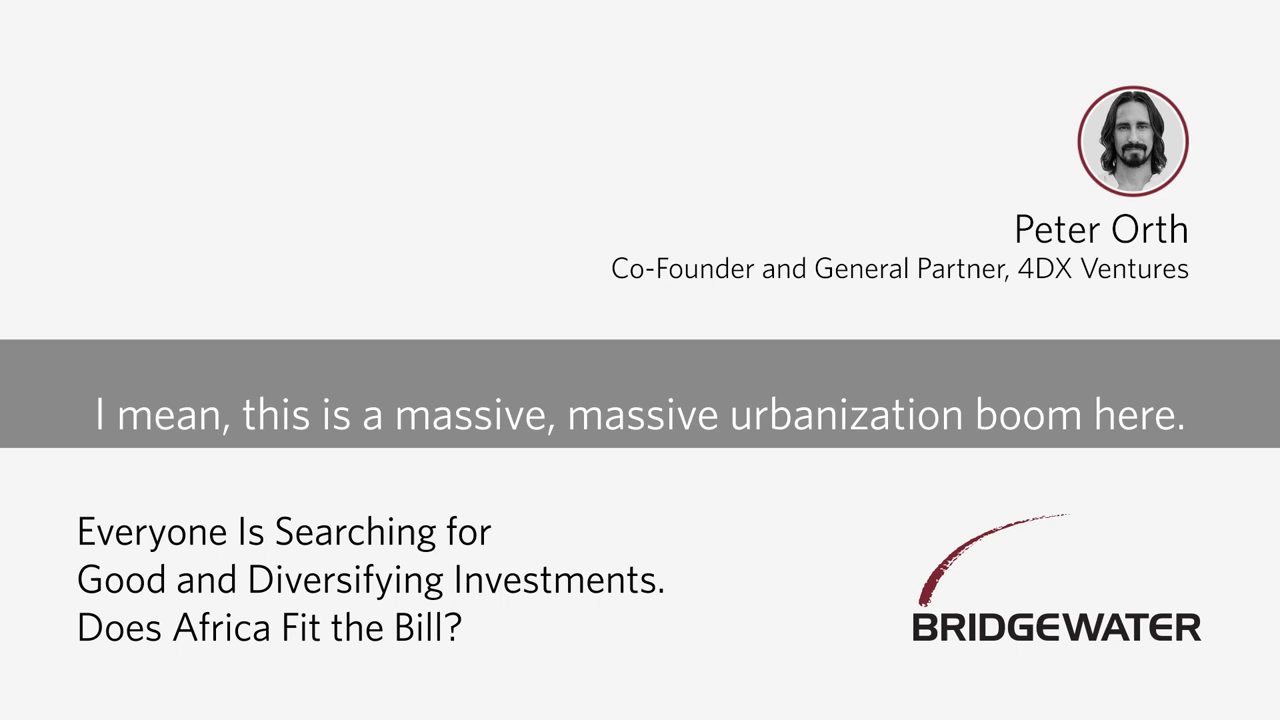 Peter Orth
Co-Founder and General Partner, 4DX Ventures
I mean, this is a massive, massive urbanization boom here.
Everyone Is Searching for
Good and Diversifying Investments.
Does Africa Fit the Bill?
BRIDGEWATER